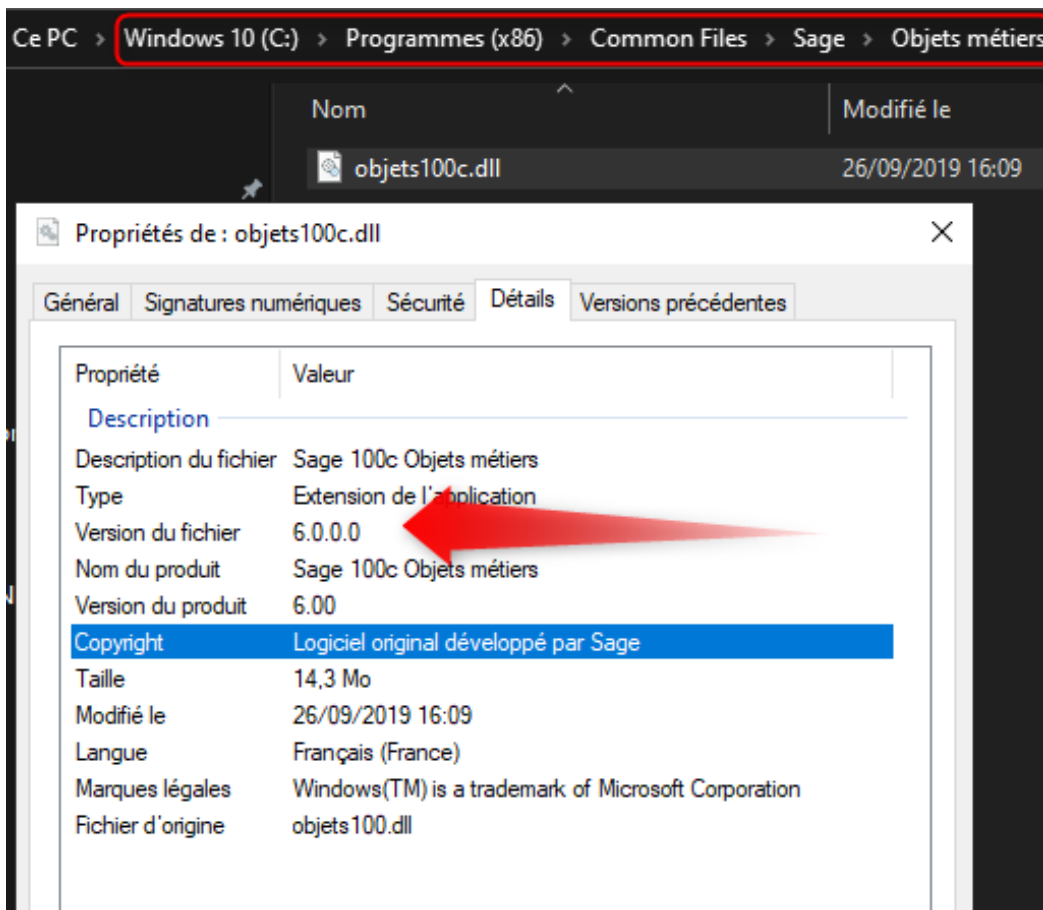 Ce PC > Windows 10 (C:) > Programmes (x86) > Common Files > Sage > Objets métiers
Nom Modifié le
objets100c.dll 26/09/2019 16:09
Propriétés de : objets100c.dll
Général Signatures numériques Sécurité Détails Versions précédentes
Propriété Valeur
Description
Description du fichier Sage 100c Objets métiers
Type Extension de l'application
Version du fichier 6.0.0.0
Nom du produit Sage 100c Objets métiers
Version du produit 6.00
Copyright Logiciel original développé par Sage
Taille 14,3 Mo
Modifié le 26/09/2019 16:09
Langue Français (France)
Marques légales Windows(TM) is a trademark of Microsoft Corporation
Fichier d'origine objets100.dll